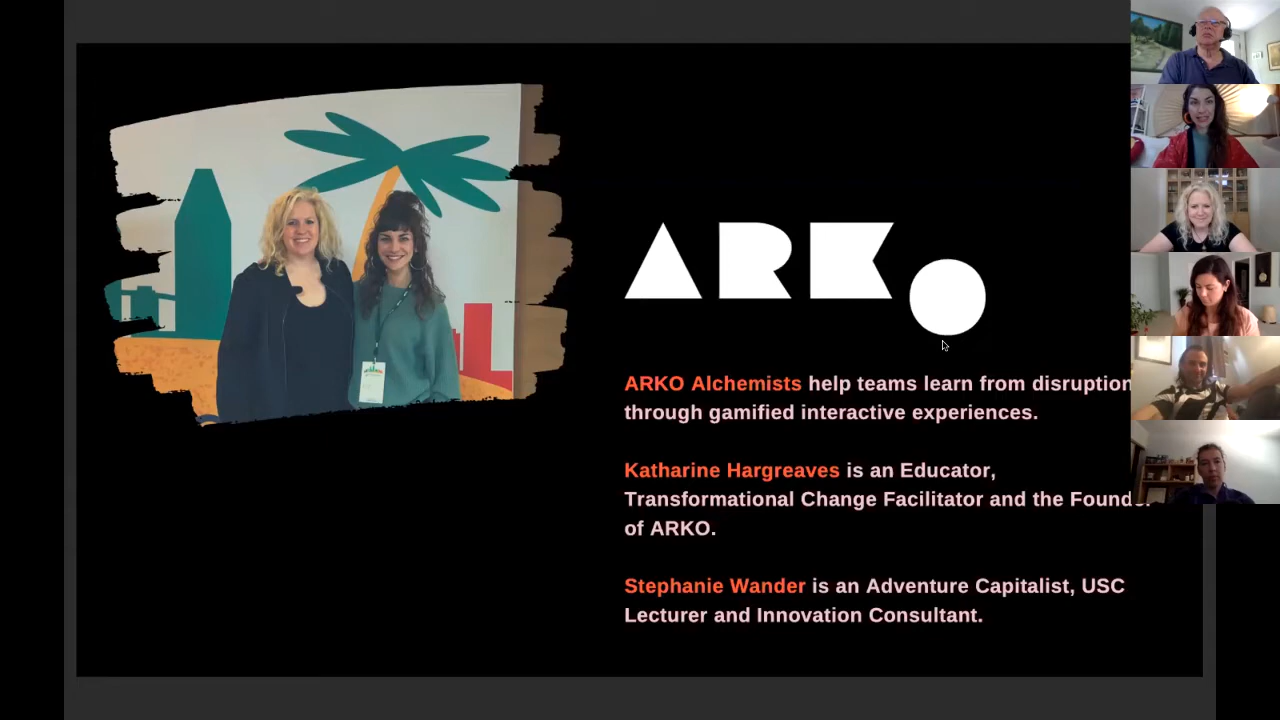 ARKO
ARKO Alchemists help teams learn from disruption
through gamified interactive experiences.
Katharine Hargreaves is an Educator,
Transformational Change Facilitator and the Founder
of ARKO.
Stephanie Wander is an Adventure Capitalist, USC
Lecturer and Innovation Consultant.